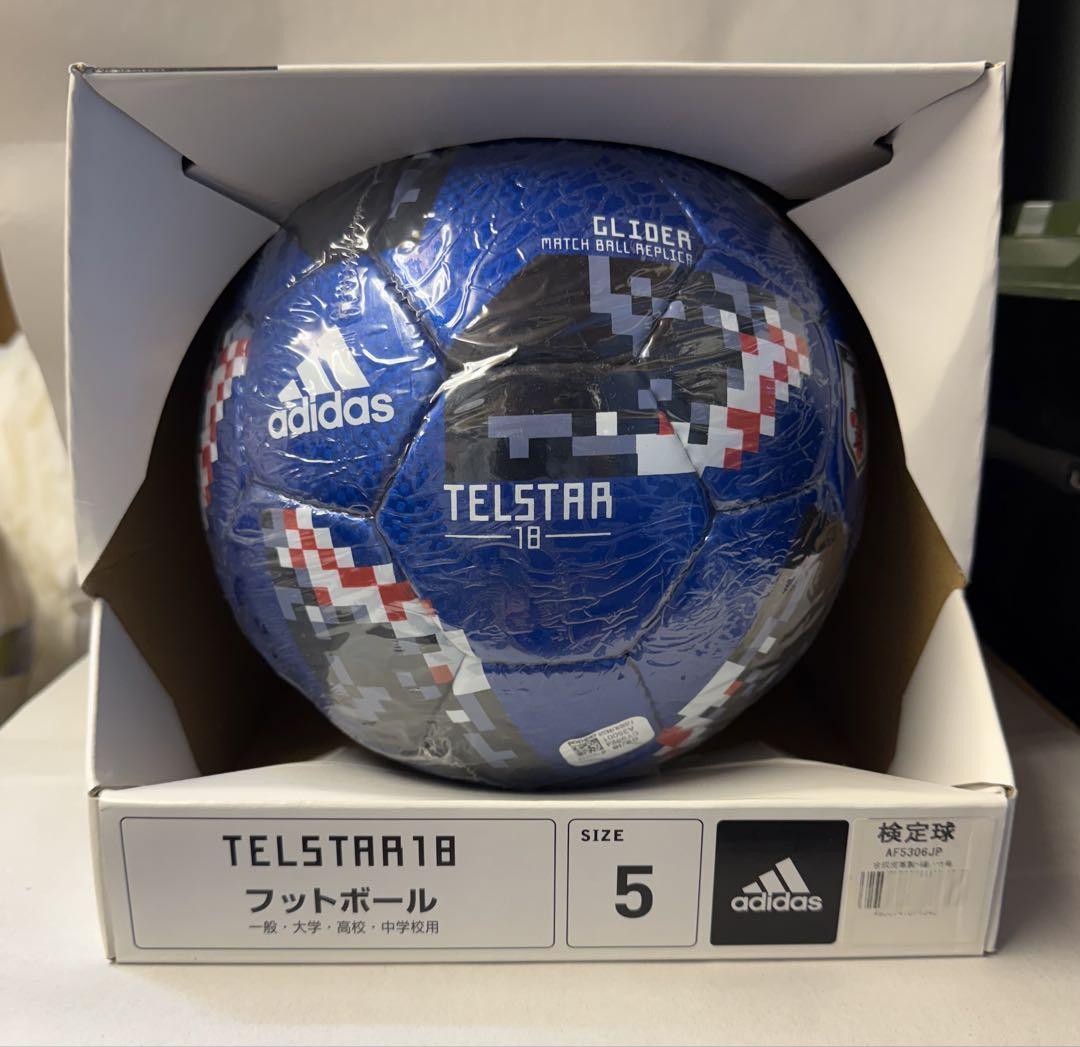 GLIDER
MATCH BALL REPLICA
adidas
TELSTAR
18
TELSTAR18
フットボール
一般・大学・高校・中学校用
SIZE
5
adidas
検定球
AF5306JP